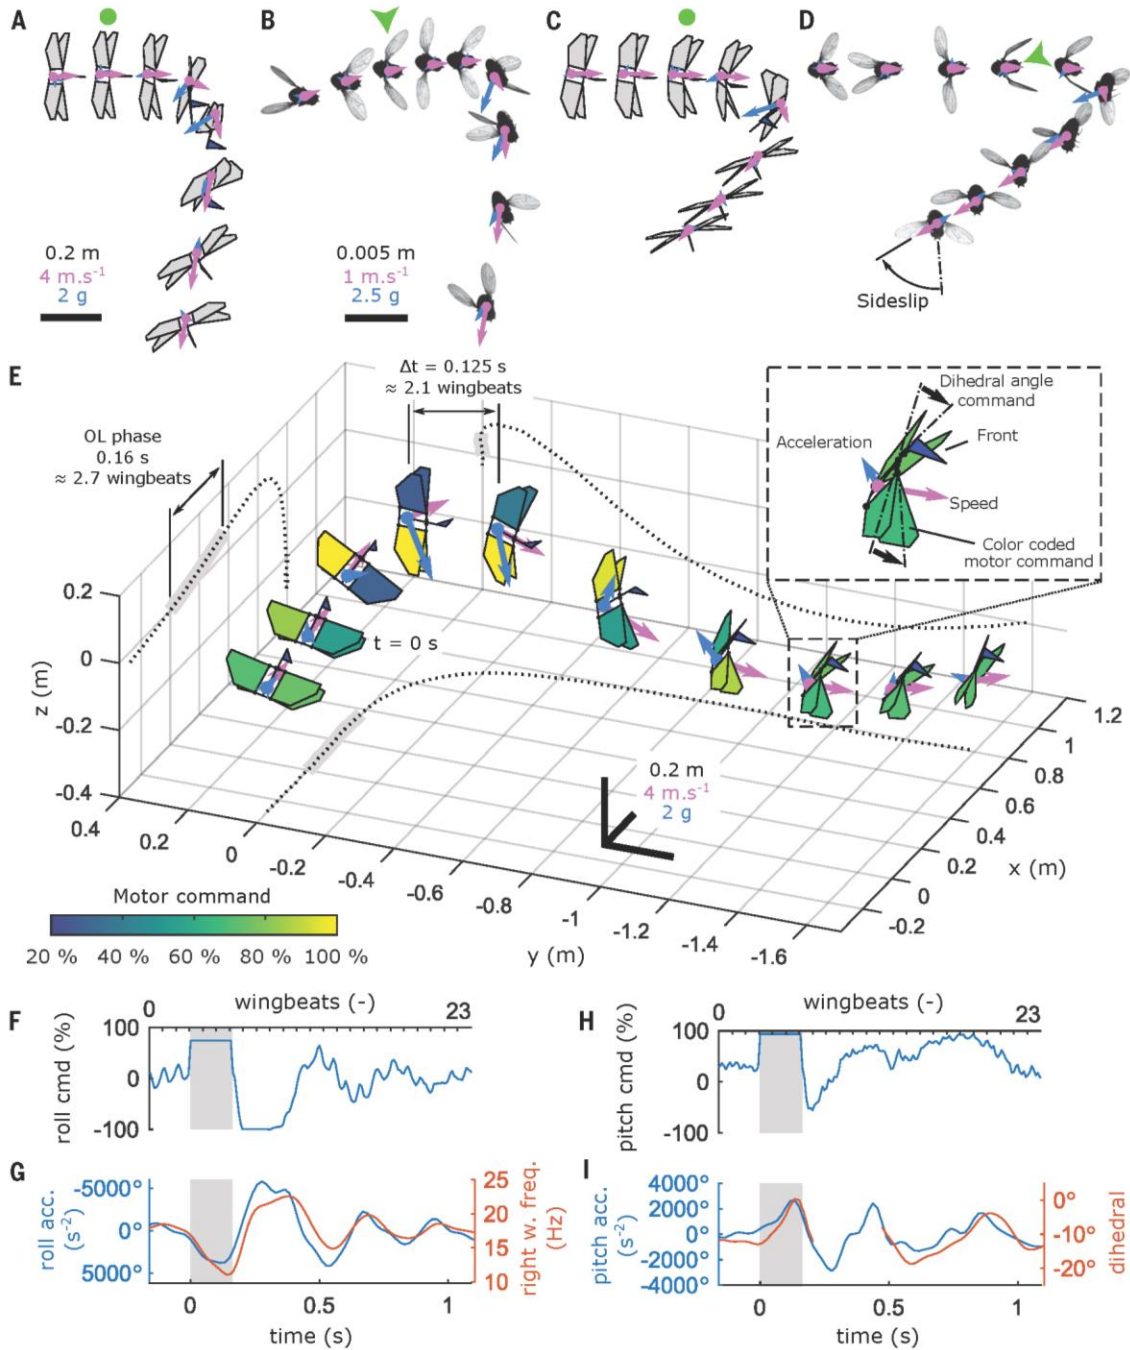 A
B
C
D
0.2 m
4 m.s⁻¹
2 g
0.005 m
1 m.s⁻¹
2.5 g
Sideslip
E
Δt = 0.125 s
≈ 2.1 wingbeats
OL phase
0.16 s
≈ 2.7 wingbeats
Dihedral angle
command
Acceleration
Front
Speed
Color coded
motor command
t = 0 s
0.2
0
-0.2
-0.4
z (m)
0.4
0.2
0
-0.2
-0.4
-0.6
-0.8
-1
-1.2
-1.4
-1.6
y (m)
1.2
1
0.8
0.6
0.4
0.2
0
-0.2
x (m)
0.2 m
4 m.s⁻¹
2 g
Motor command
20 % 40 % 60 % 80 % 100 %
F
0 wingbeats (-) 23
100
0
-100
roll cmd (%)
G
-5000°
0°
5000°
roll acc.
(s⁻²)
25
20
15
10
right w. freq.
(Hz)
0 0.5 1
time (s)
H
0 wingbeats (-) 23
100
0
-100
pitch cmd (%)
I
4000°
2000°
0°
-2000°
-4000°
pitch acc.
(s⁻²)
0°
-10°
-20°
dihedral
0 0.5 1
time (s)